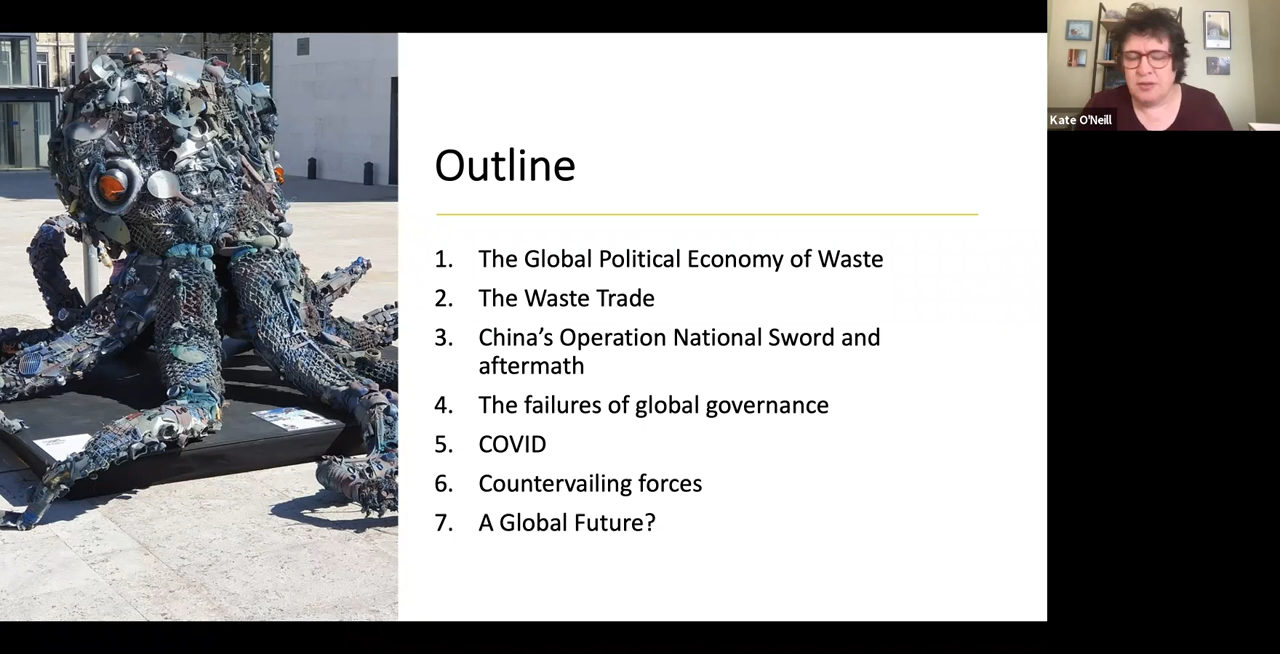 Outline
1. The Global Political Economy of Waste
2. The Waste Trade
3. China's Operation National Sword and
aftermath
4. The failures of global governance
5. COVID
6. Countervailing forces
7. A Global Future?
Kate O'Neill